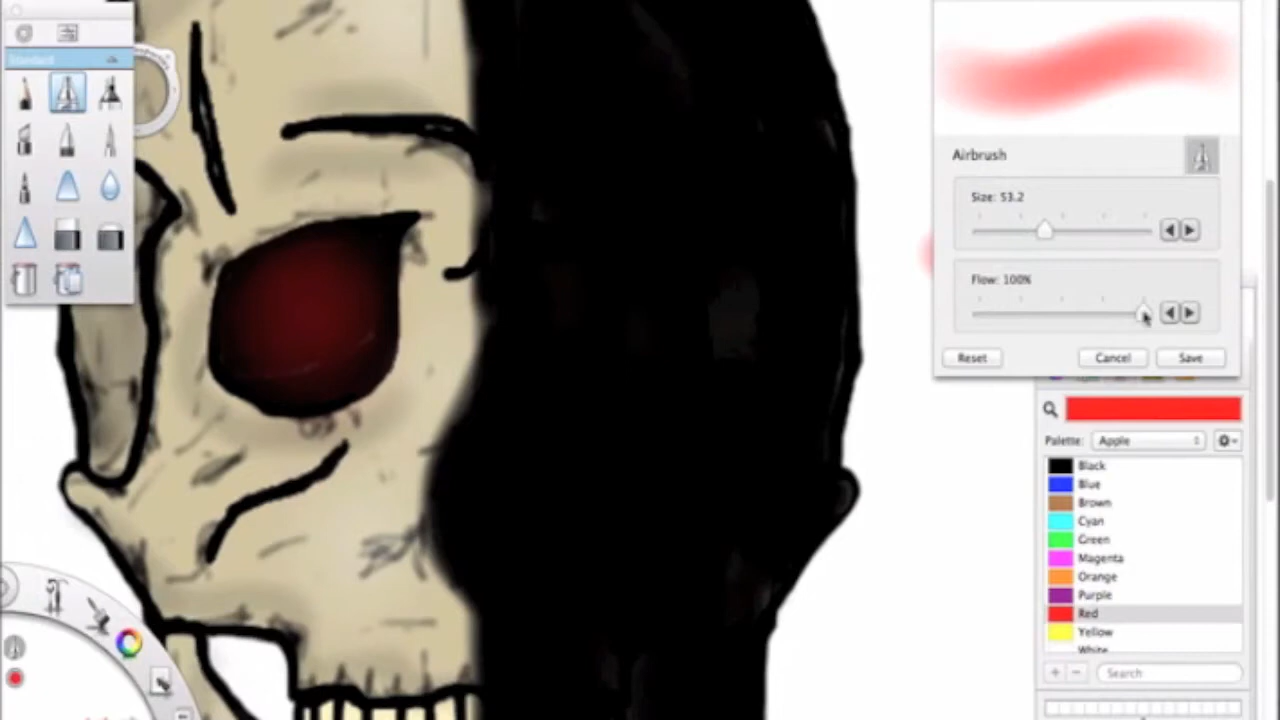 Standard
Airbrush
Size: 53.2
Flow: 100%
Reset
Cancel
Save
Palette:
Apple
Black
Blue
Brown
Cyan
Green
Magenta
Orange
Purple
Red
Yellow
White
Search